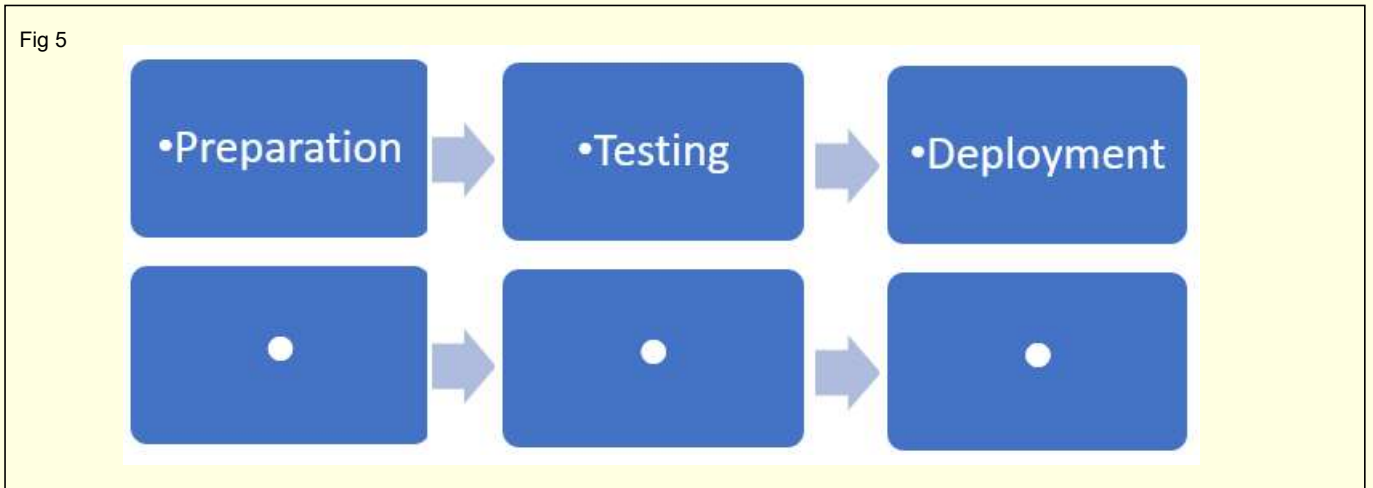 Fig 5
•Preparation
•Testing
•Deployment
•
•
•